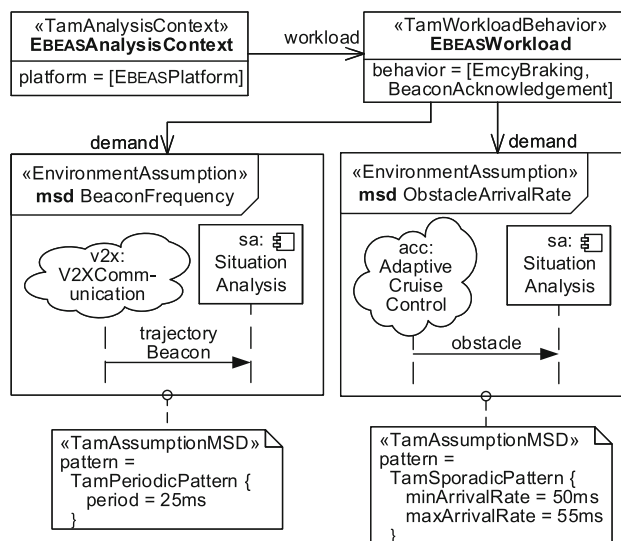 «TamAnalysisContext»
EBEASAnalysisContext
platform = [EBEASPlatform]
workload
«TamWorkloadBehavior»
EBEASWorkload
behavior = [EmcyBraking,
BeaconAcknowledgement]
demand
demand
«EnvironmentAssumption»
msd BeaconFrequency
v2x:
V2XComm-
unication
sa:
Situation
Analysis
trajectory
Beacon
«EnvironmentAssumption»
msd ObstacleArrivalRate
acc:
Adaptive
Cruise
Control
sa:
Situation
Analysis
obstacle
«TamAssumptionMSD»
pattern =
TamPeriodicPattern {
period = 25ms
}
«TamAssumptionMSD»
pattern =
TamSporadicPattern {
minArrivalRate = 50ms
maxArrivalRate = 55ms
}